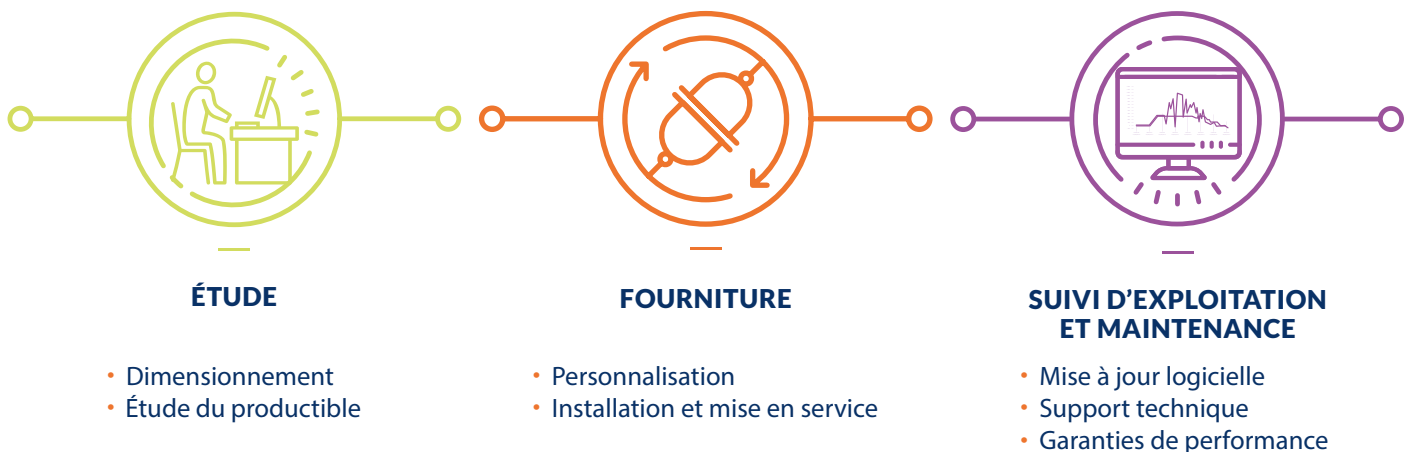 ÉTUDE
• Dimensionnement
• Étude du productible
FOURNITURE
• Personnalisation
• Installation et mise en service
SUIVI D’EXPLOITATION
ET MAINTENANCE
• Mise à jour logicielle
• Support technique
• Garanties de performance